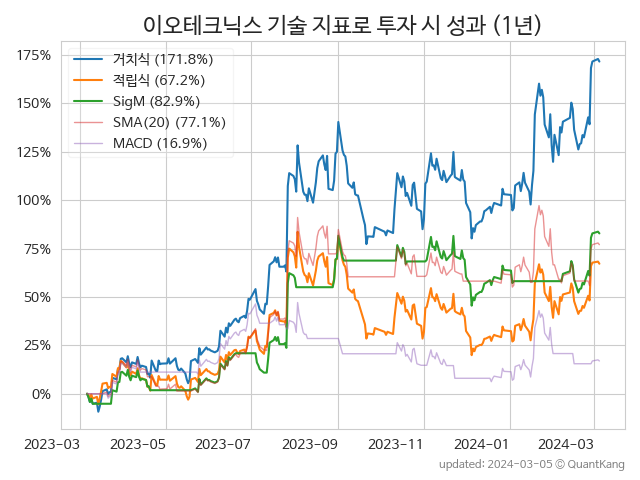 이오테크닉스 기술 지표로 투자 시 성과 (1년)
175%
150%
125%
100%
75%
50%
25%
0%
거치식 (171.8%)
적립식 (67.2%)
SigM (82.9%)
SMA(20) (77.1%)
MACD (16.9%)
2023-03 2023-05 2023-07 2023-09 2023-11 2024-01 2024-03
updated: 2024-03-05 © QuantKang